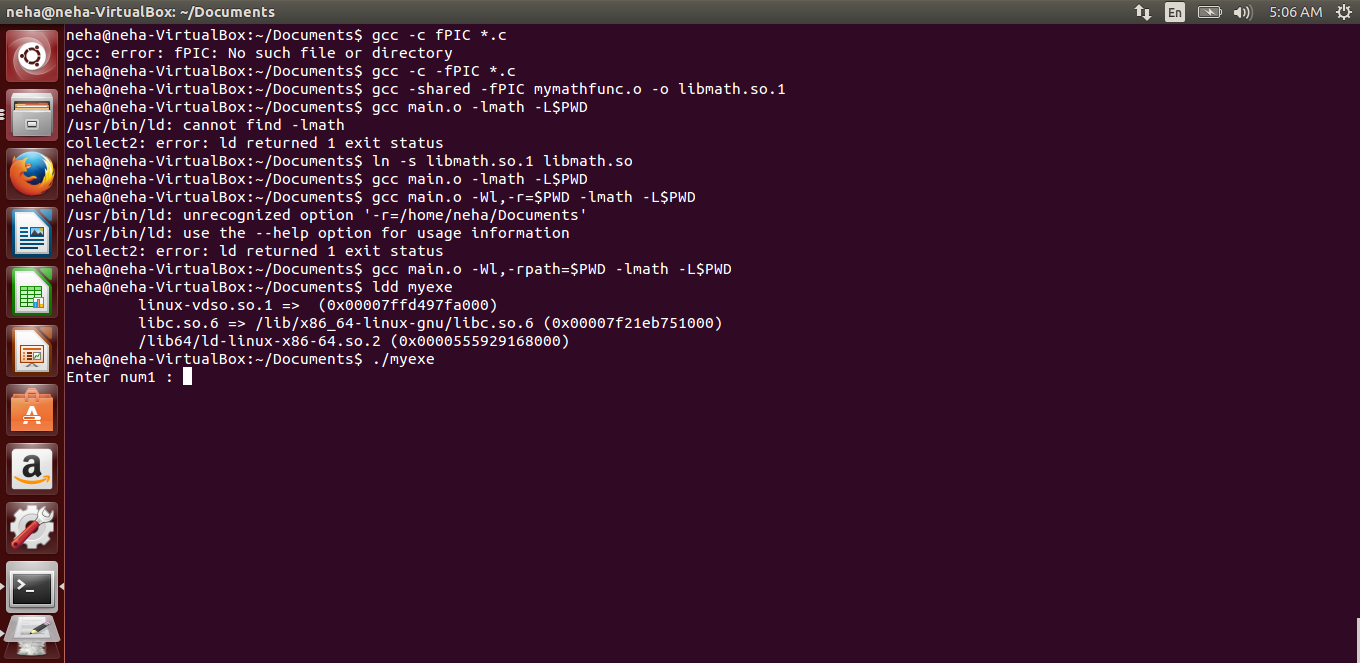 neha@neha-VirtualBox: ~/Documents
En
5:06 AM
neha@neha-VirtualBox:~/Documents$ gcc -c fPIC *.c
gcc: error: fPIC: No such file or directory
neha@neha-VirtualBox:~/Documents$ gcc -c -fPIC *.c
neha@neha-VirtualBox:~/Documents$ gcc -shared -fPIC mymathfunc.o -o libmath.so.1
neha@neha-VirtualBox:~/Documents$ gcc main.o -lmath -L$PWD
/usr/bin/ld: cannot find -lmath
collect2: error: ld returned 1 exit status
neha@neha-VirtualBox:~/Documents$ ln -s libmath.so.1 libmath.so
neha@neha-VirtualBox:~/Documents$ gcc main.o -lmath -L$PWD
neha@neha-VirtualBox:~/Documents$ gcc main.o -Wl,-r=$PWD -lmath -L$PWD
/usr/bin/ld: unrecognized option '-r=/home/neha/Documents'
/usr/bin/ld: use the --help option for usage information
collect2: error: ld returned 1 exit status
neha@neha-VirtualBox:~/Documents$ gcc main.o -Wl,-rpath=$PWD -lmath -L$PWD
neha@neha-VirtualBox:~/Documents$ ldd myexe
linux-vdso.so.1 =>  (0x00007ffd497fa000)
libc.so.6 => /lib/x86_64-linux-gnu/libc.so.6 (0x00007f21eb751000)
/lib64/ld-linux-x86-64.so.2 (0x0000555929168000)
neha@neha-VirtualBox:~/Documents$ ./myexe
Enter num1 :